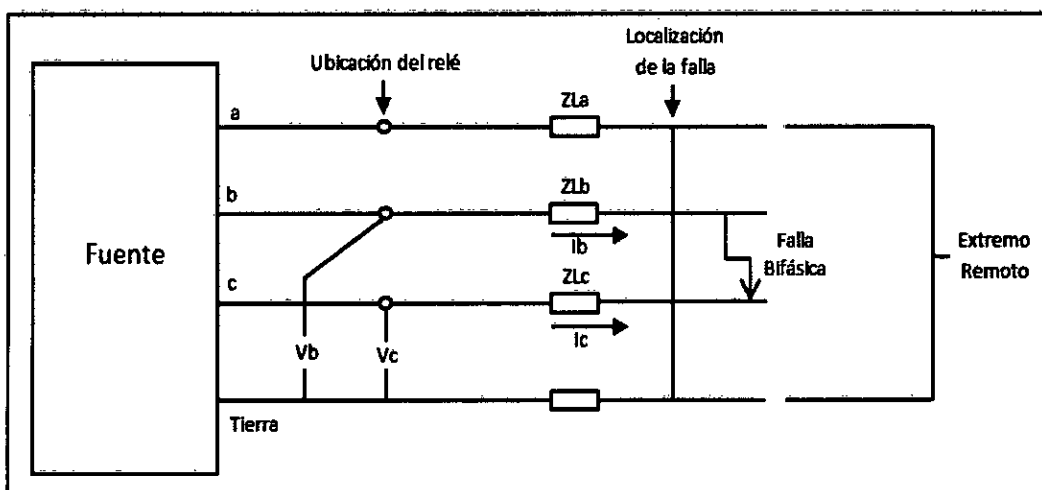 Ubicación del relé
Localización
de la falla
a
ZLa
b
ZLb
Ib
Fuente
Falla
Bifásica
Extremo
Remoto
c
ZLc
Ic
Vb
Vc
Tierra